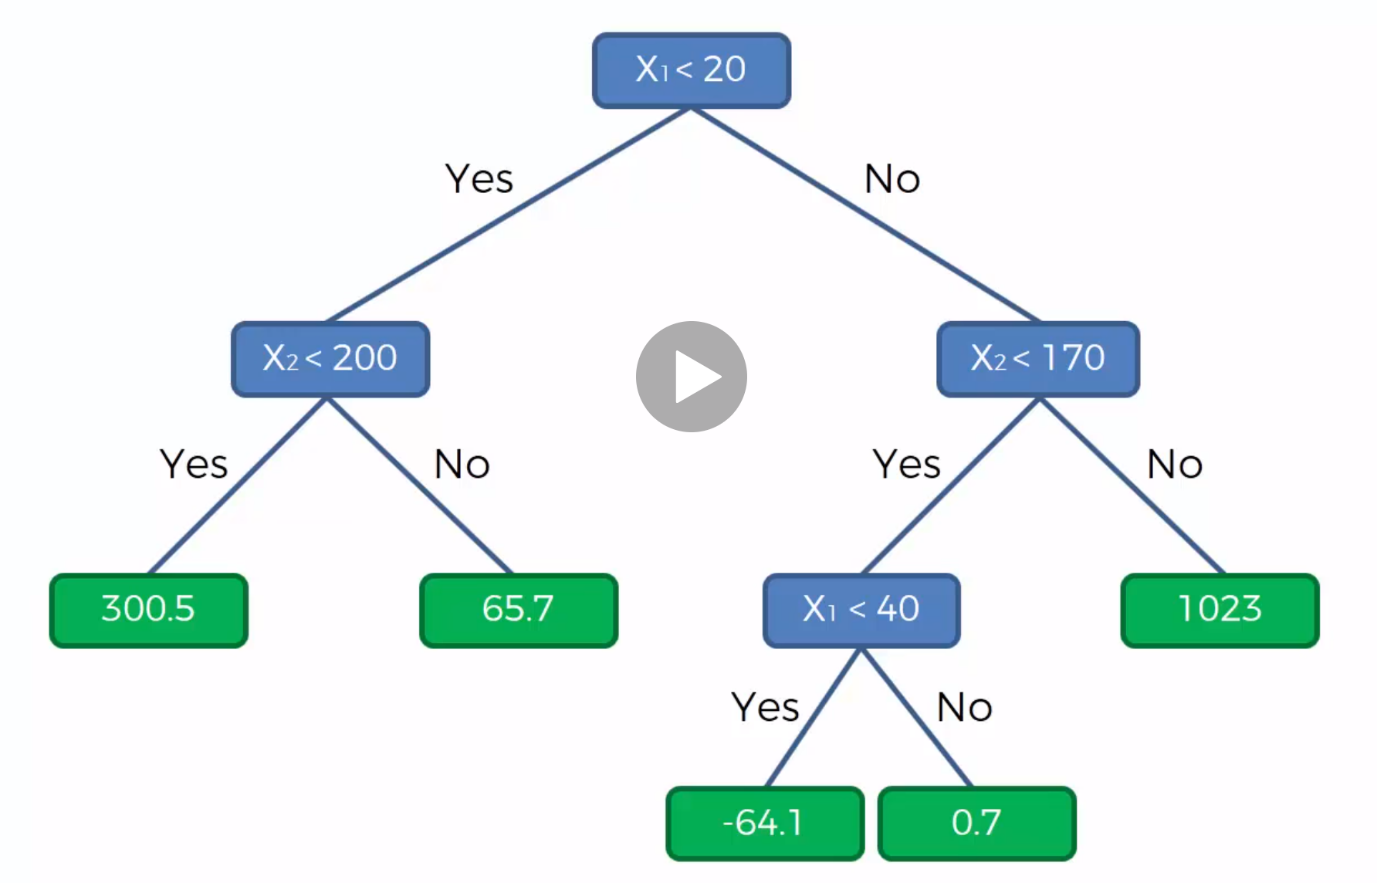 X₁ < 20
Yes
No
X₂ < 200
X₂ < 170
Yes
No
Yes
No
300.5
65.7
X₁ < 40
1023
Yes
No
-64.1
0.7